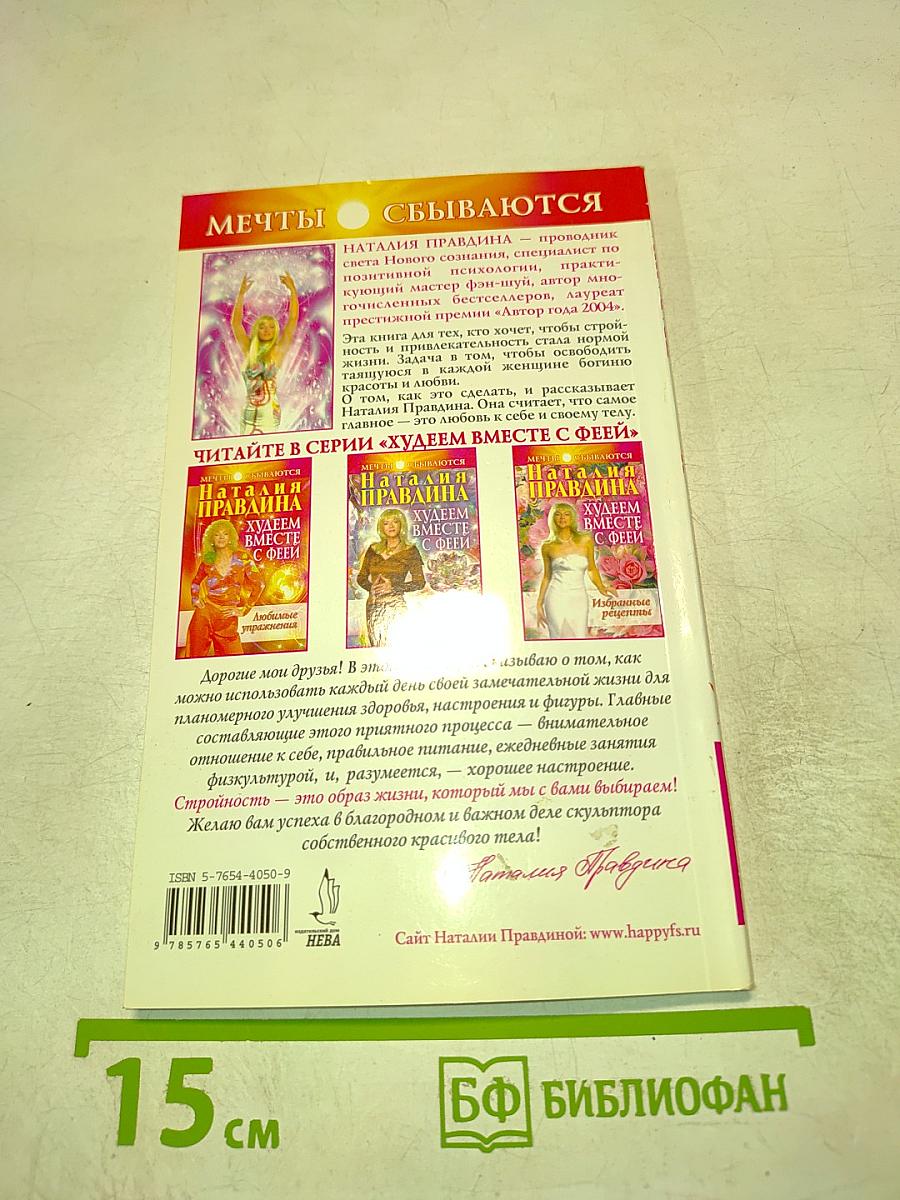 МЕЧТЫ СБЫВАЮТСЯ
НАТАЛИЯ ПРАВДИНА — проводник
света Нового сознания, специалист по
позитивной психологии, практи-
кующий мастер фэн-шуй, автор мно-
гочисленных бестселлеров, лауреат
престижной премии «Автор года 2004».
Эта книга для тех, кто хочет, чтобы строй-
ность и привлекательность стала нормой
жизни. Задача в том, чтобы освободить
таящуюся в каждой женщине богиню
красоты и любви.
О том, как это сделать, и рассказывает
Наталия Правдина. Она считает, что самое
главное — это любовь к себе и своему телу.
ЧИТАЙТЕ В СЕРИИ «ХУДЕЕМ ВМЕСТЕ С ФЕЕЙ»
МЕЧТЫ СБЫВАЮТСЯ
Наталия
ПРАВДИНА
ХУДЕЕМ
ВМЕСТЕ
С ФЕЕЙ
Любимые
упражнения
МЕЧТЫ СБЫВАЮТСЯ
Наталия
ПРАВДИНА
ХУДЕЕМ
ВМЕСТЕ
С ФЕЕЙ
МЕЧТЫ СБЫВАЮТСЯ
Наталия
ПРАВДИНА
ХУДЕЕМ
ВМЕСТЕ
С ФЕЕЙ
Избранные
рецепты
Дорогие мои друзья! В о том, как
можно использовать каждый день своей замечательной жизни для
планомерного улучшения здоровья, настроения и фигуры. Главные
составляющие этого приятного процесса — внимательное
отношение к себе, правильное питание, ежедневные занятия
физкультурой, и, разумеется, — хорошее настроение.
Стройность — это образ жизни, который мы с вами выбираем!
Желаю вам успеха в благородном и важном деле скульптора
собственного красивого тела!
Наталия Правдина
ISBN 5-7654-4050-9
9 785765 440506
издательский дом
НЕВА
Сайт Наталии Правдиной: www.happyfs.ru
15 см
БФ БИБЛИОФАН